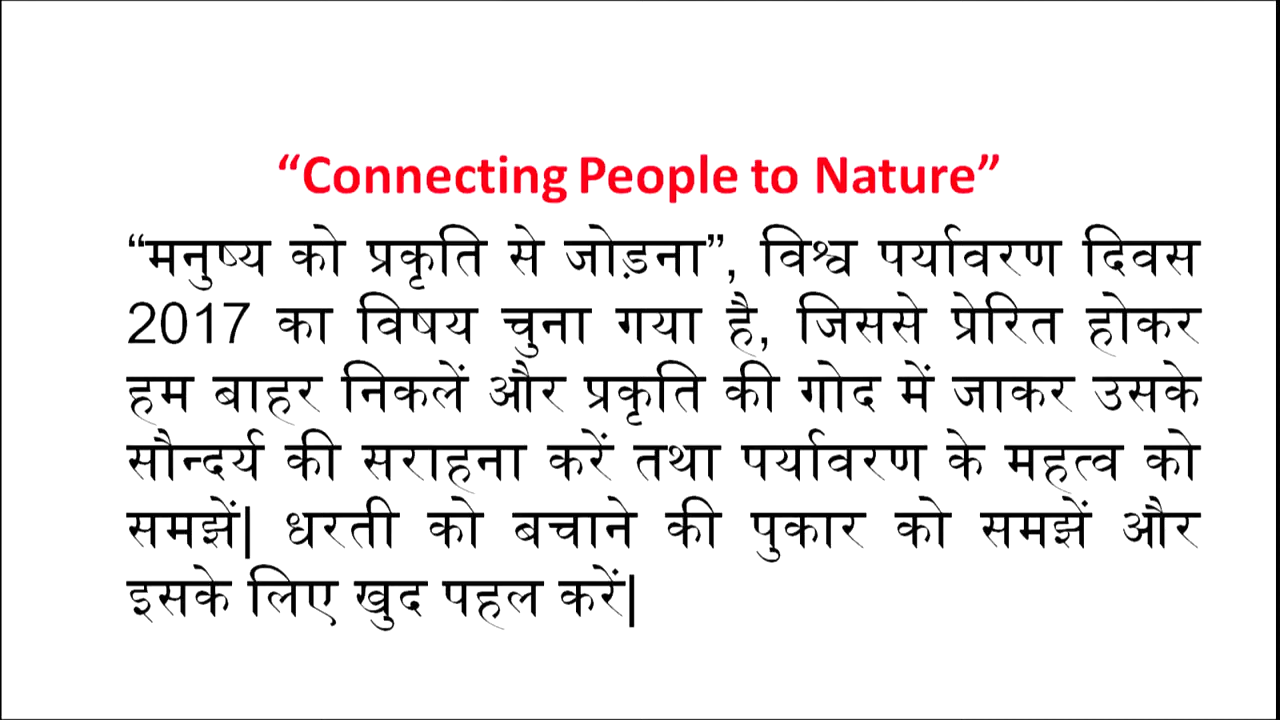 “Connecting People to Nature”
“मनुष्य को प्रकृति से जोड़ना”, विश्व पर्यावरण दिवस
2017 का विषय चुना गया है, जिससे प्रेरित होकर
हम बाहर निकलें और प्रकृति की गोद में जाकर उसके
सौन्दर्य की सराहना करें तथा पर्यावरण के महत्व को
समझें| धरती को बचाने की पुकार को समझें और
इसके लिए खुद पहल करें|